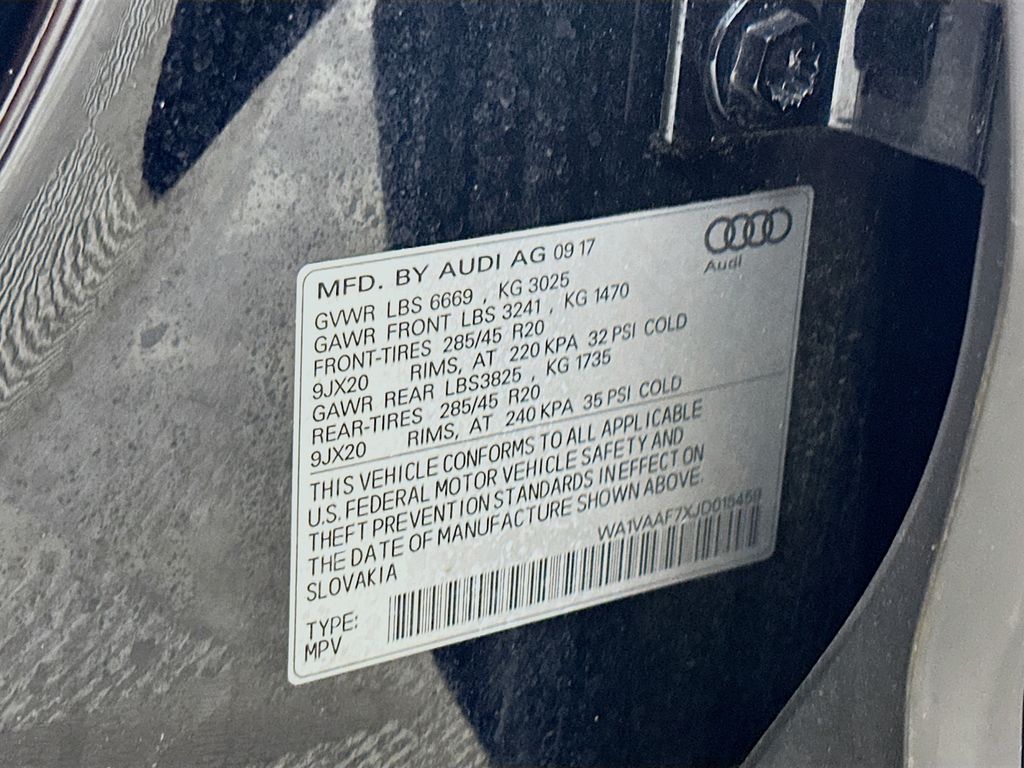 MFD. BY AUDI AG 09 17
Audi
GVWR LBS 6669 , KG 3025
GAWR FRONT LBS 3241 , KG 1470
FRONT-TIRES 285/45 R20
9JX20 RIMS, AT 220 KPA 32 PSI COLD
GAWR REAR LBS3825 , KG 1735
REAR-TIRES 285/45 R20
9JX20 RIMS, AT 240 KPA 35 PSI COLD
THIS VEHICLE CONFORMS TO ALL APPLICABLE
U.S. FEDERAL MOTOR VEHICLE SAFETY AND
THEFT PREVENTION STANDARDS IN EFFECT ON
THE DATE OF MANUFACTURE SHOWN ABOVE.
SLOVAKIA
WA1VAAF7XJD015459
TYPE:
MPV